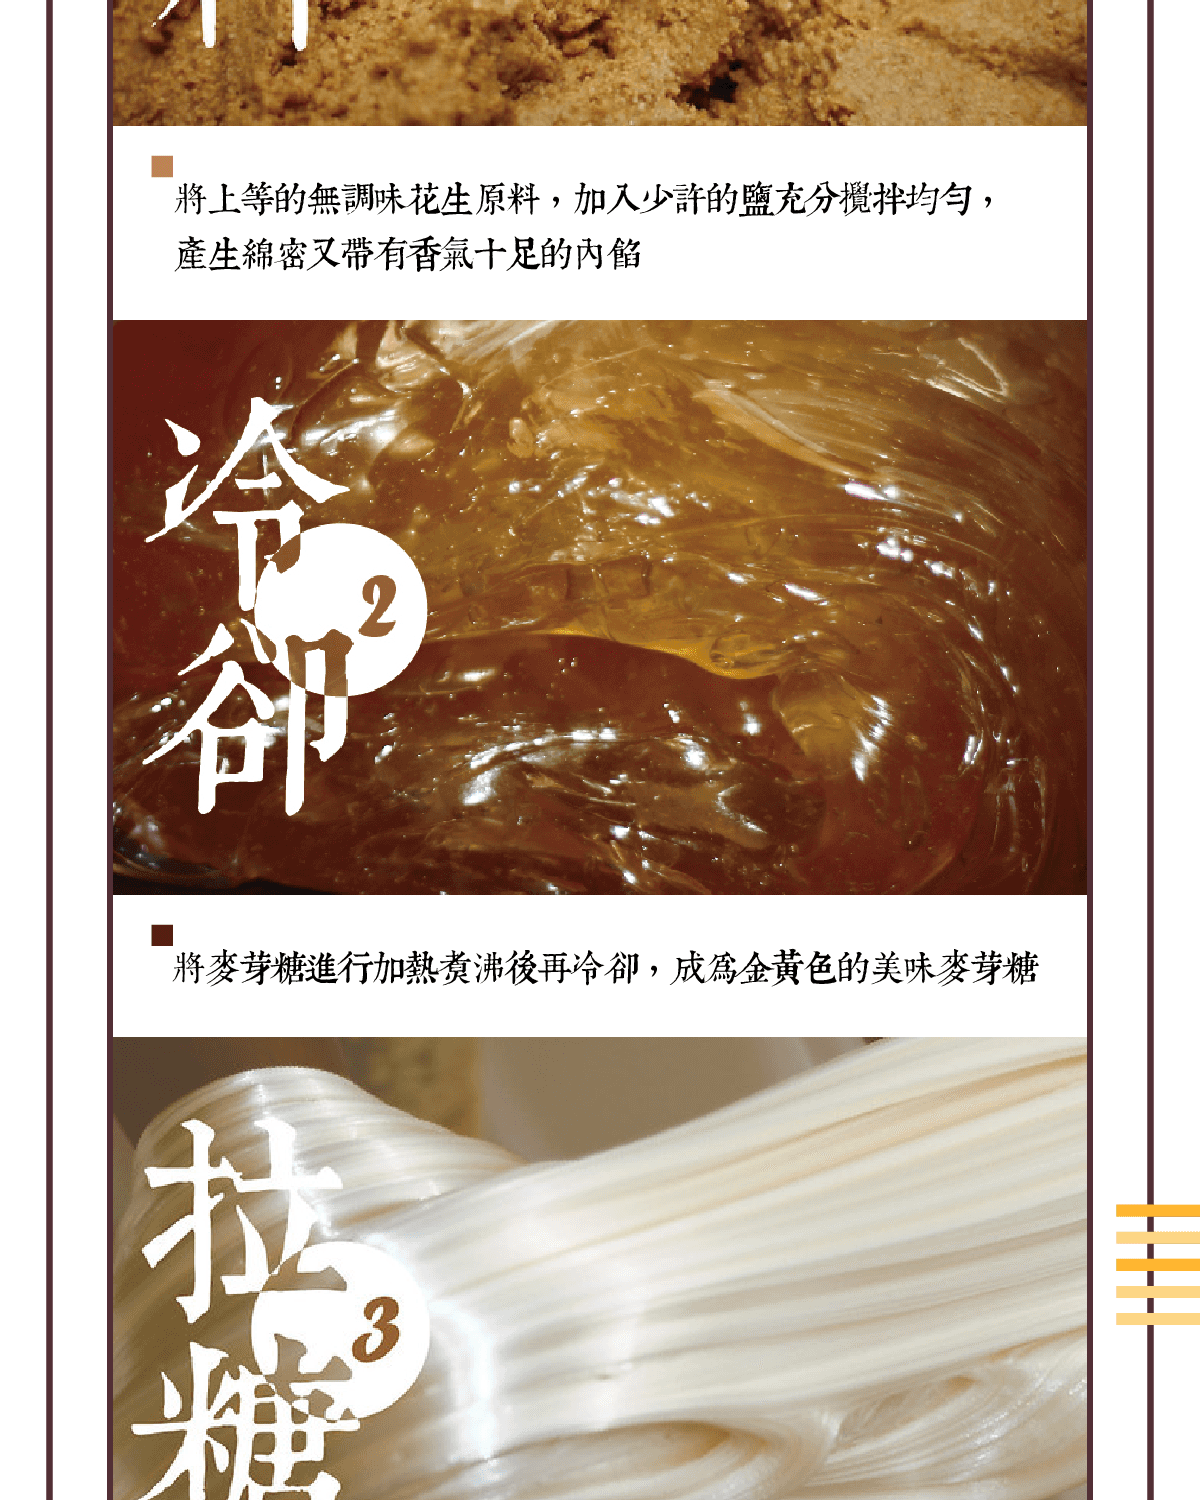 將上等的無調味花生原料，加入少許的鹽充分攪拌均勻，
產生綿密又帶有香氣十足的內餡
冷卻
2
將麥芽糖進行加熱煮沸後再冷卻，成為金黃色的美味麥芽糖
拉糖
3